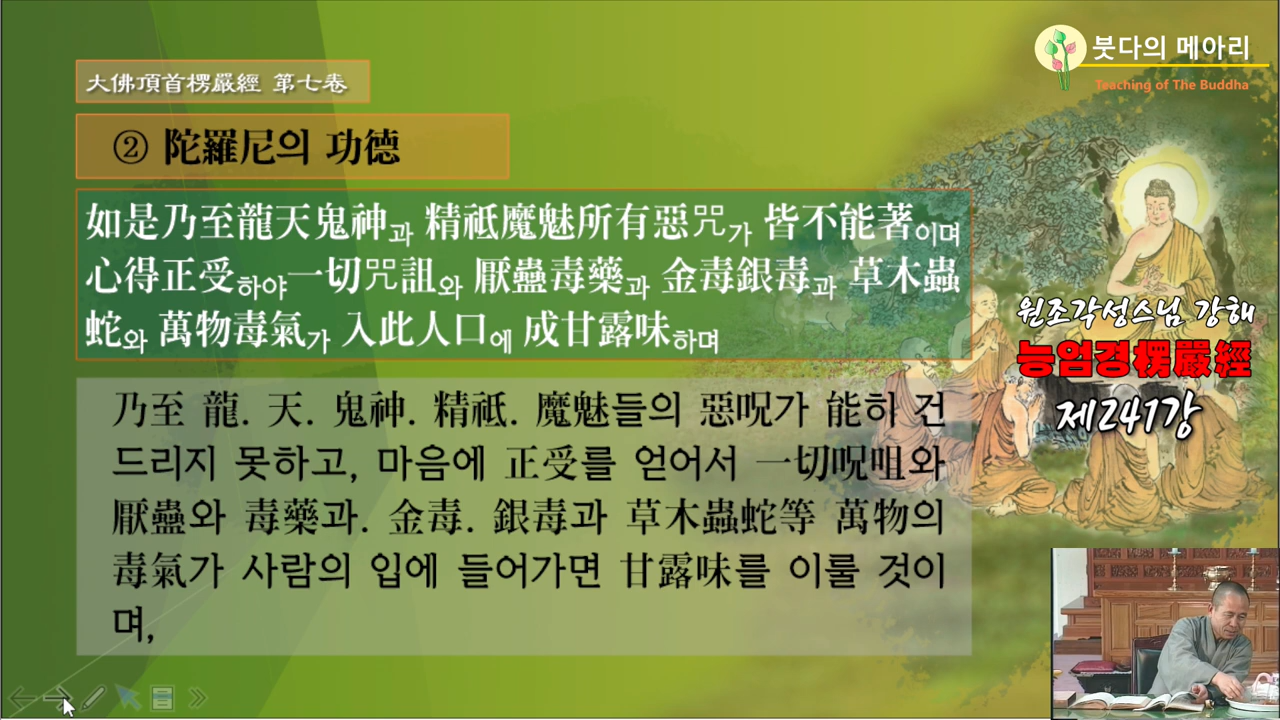 붓다의 메아리
Teaching of The Buddha
大佛頂首楞嚴經 第七卷
② 陀羅尼의 功德
如是乃至龍天鬼神과 精祇魔魅所有惡咒가 皆不能著이며
心得正受하야一切咒詛와 厭蠱毒藥과 金毒銀毒과 草木蟲
蛇와 萬物毒氣가 入此人口에 成甘露味하며
乃至 龍. 天. 鬼神. 精祇. 魔魅들의 惡呪가 能히 건
드리지 못하고, 마음에 正受를 얻어서 一切呪咀와
厭蠱와 毒藥과. 金毒. 銀毒과 草木蟲蛇等 萬物의
毒氣가 사람의 입에 들어가면 甘露味를 이룰 것이
며,
원조각성스님 강해
능엄경楞嚴經
제241강